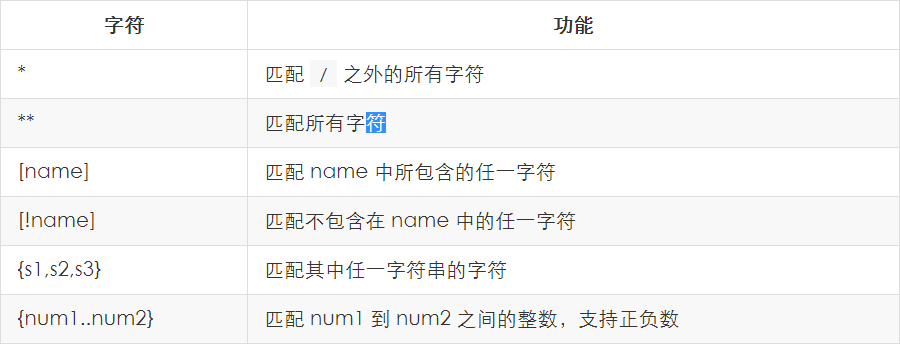 字符 功能
* 匹配 / 之外的所有字符
** 匹配所有字符
[name] 匹配 name 中所包含的任一字符
[!name] 匹配不包含在 name 中的任一字符
{s1,s2,s3} 匹配其中任一字符串的字符
{num1..num2} 匹配 num1 到 num2 之间的整数，支持正负数